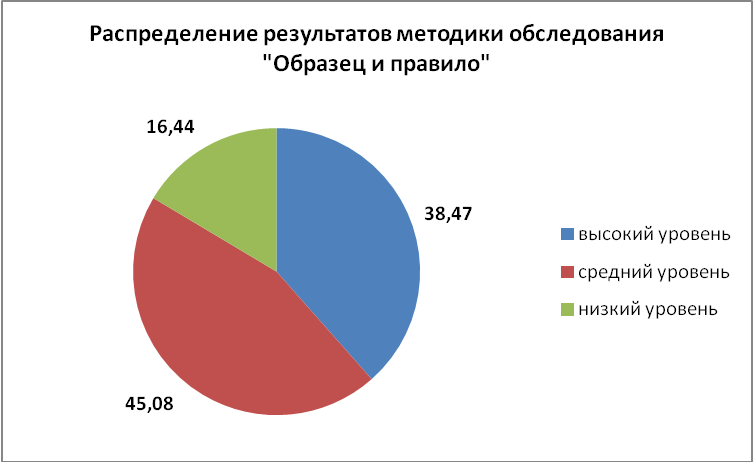 Распределение результатов методики обследования
"Образец и правило"
16,44
38,47
высокий уровень
средний уровень
низкий уровень
45,08